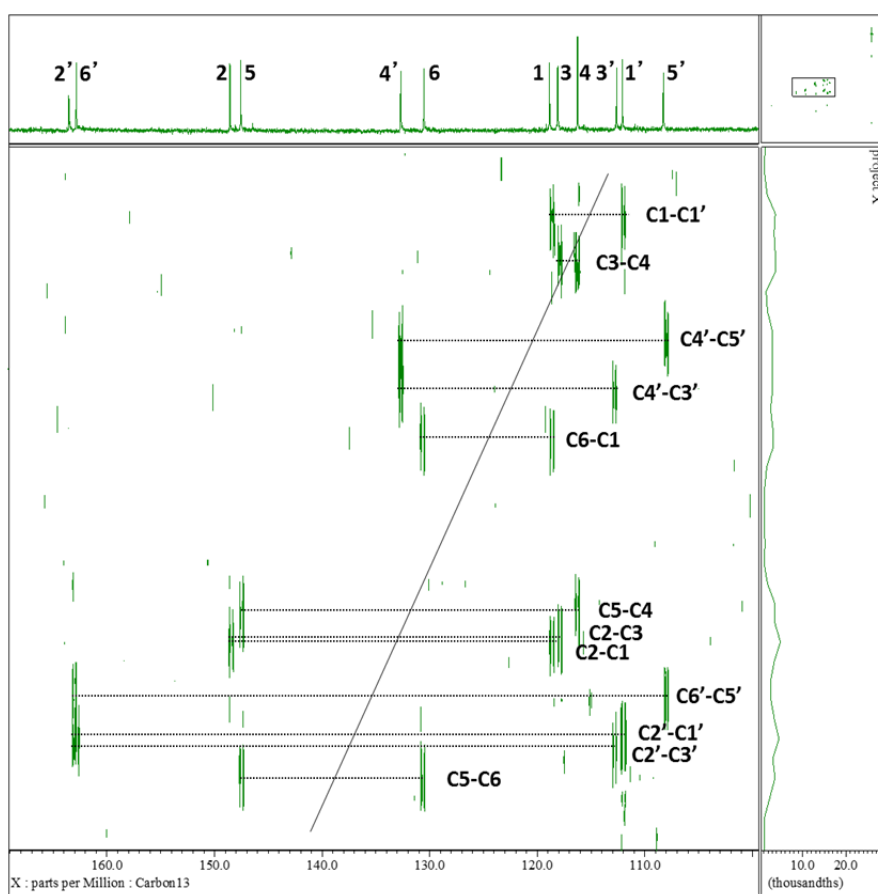 2’ 6’ 2 5 4’ 6 1 3 4 3’ 1’ 5’
project X
C1-C1’
C3-C4
C4’-C5’
C4’-C3’
C6-C1
C5-C4
C2-C3
C2-C1
C6’-C5’
C2’-C1’
C2’-C3’
C5-C6
160.0 150.0 140.0 130.0 120.0 110.0 10.0 20.0
X : parts per Million : Carbon13 (thousandths)